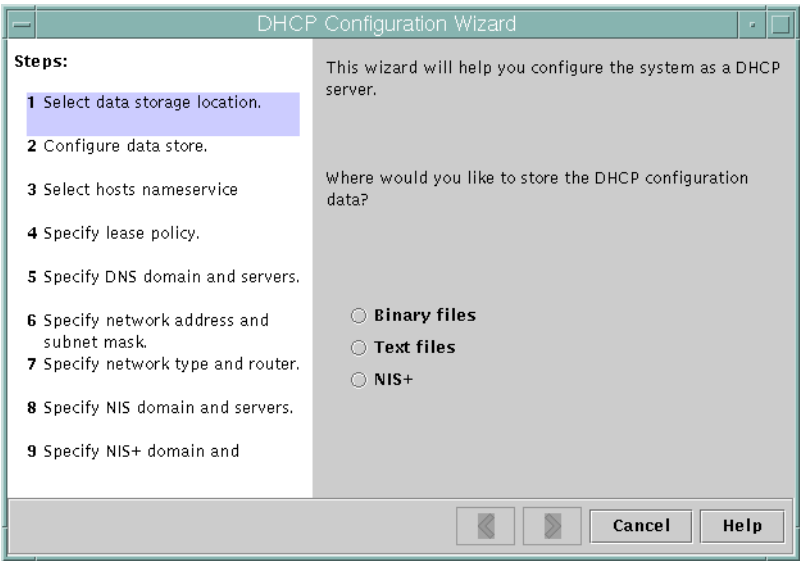 DHCP Configuration Wizard
Steps:
1 Select data storage location.
2 Configure data store.
3 Select hosts nameservice
4 Specify lease policy.
5 Specify DNS domain and servers.
6 Specify network address and
subnet mask.
7 Specify network type and router.
8 Specify NIS domain and servers.
9 Specify NIS+ domain and
This wizard will help you configure the system as a DHCP
server.
Where would you like to store the DHCP configuration
data?
Binary files
Text files
NIS+
Cancel
Help